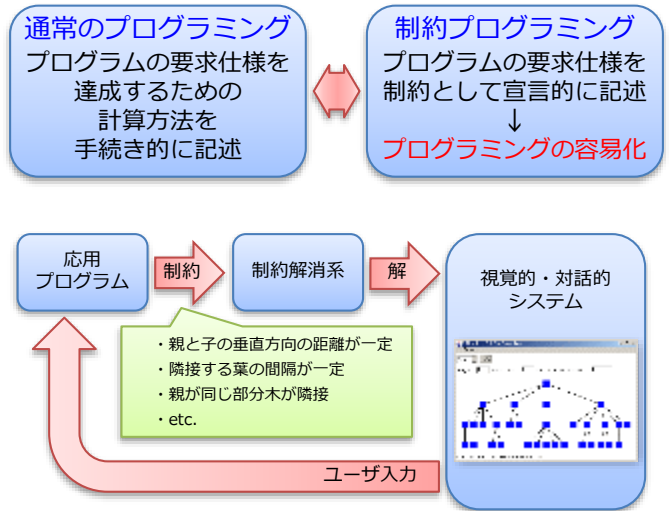 通常のプログラミング
プログラムの要求仕様を
達成するための
計算方法を
手続き的に記述
制約プログラミング
プログラムの要求仕様を
制約として宣言的に記述
↓
プログラミングの容易化
応用
プログラム
制約
制約解消系
解
視覚的・対話的
システム
・親と子の垂直方向の距離が一定
・隣接する葉の間隔が一定
・親が同じ部分木が隣接
・etc.
ユーザ入力